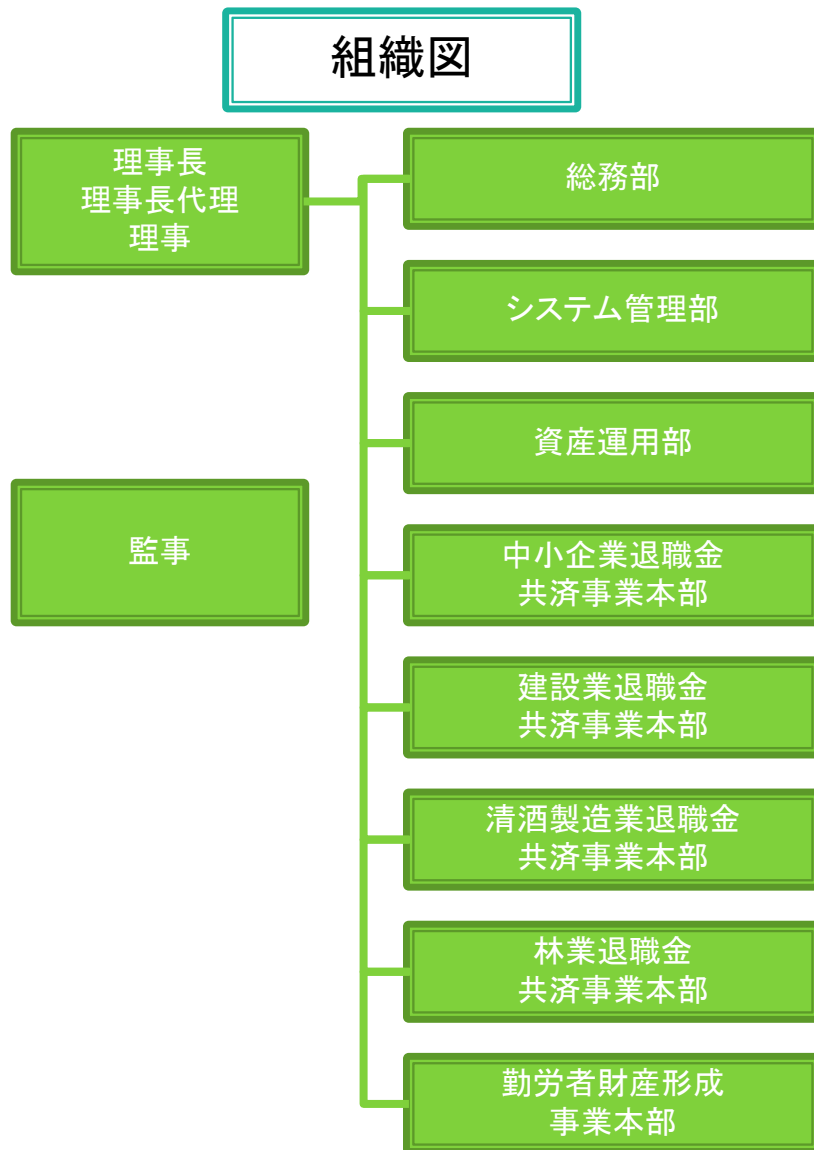 組織図
理事長
理事長代理
理事
監事
総務部
システム管理部
資産運用部
中小企業退職金
共済事業本部
建設業退職金
共済事業本部
清酒製造業退職金
共済事業本部
林業退職金
共済事業本部
勤労者財産形成
事業本部